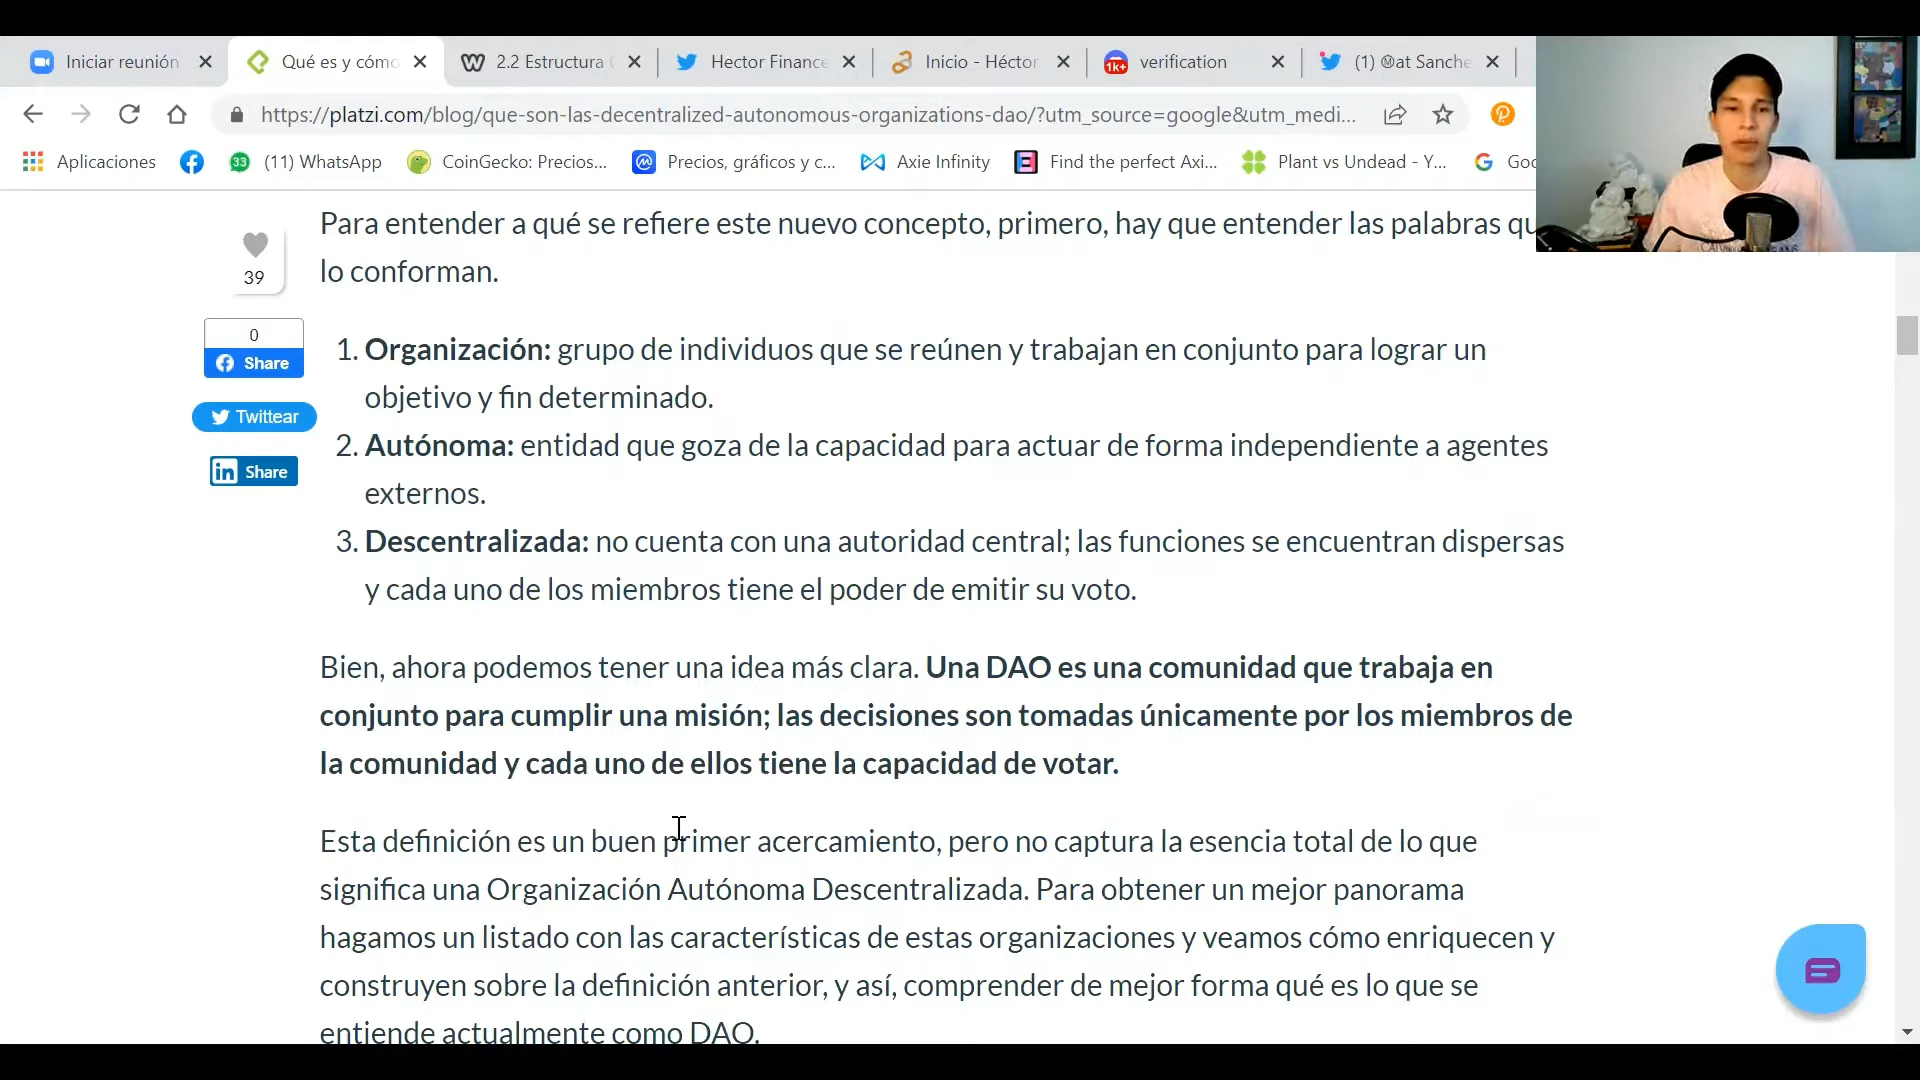 Iniciar reunión
Qué es y cómo
2.2 Estructura
Hector Finance
Inicio - Héctor
1K+
verification
(1) @at Sanche
https://platzi.com/blog/que-son-las-decentralized-autonomous-organizations-dao/?utm_source=google&utm_medi...
Aplicaciones
33
(11) WhatsApp
CoinGecko: Precios...
Precios, gráficos y c...
Axie Infinity
Find the perfect Axi...
Plant vs Undead - Y...
Para entender a qué se refiere este nuevo concepto, primero, hay que entender las palabras
lo conforman.
39
0
Share
Twittear
Share
1. Organización: grupo de individuos que se reúnen y trabajan en conjunto para lograr un
objetivo y fin determinado.
2. Autónoma: entidad que goza de la capacidad para actuar de forma independiente a agentes
externos.
3. Descentralizada: no cuenta con una autoridad central; las funciones se encuentran dispersas
y cada uno de los miembros tiene el poder de emitir su voto.
Bien, ahora podemos tener una idea más clara. Una DAO es una comunidad que trabaja en
conjunto para cumplir una misión; las decisiones son tomadas únicamente por los miembros de
la comunidad y cada uno de ellos tiene la capacidad de votar.
Esta definición es un buen primer acercamiento, pero no captura la esencia total de lo que
significa una Organización Autónoma Descentralizada. Para obtener un mejor panorama
hagamos un listado con las características de estas organizaciones y veamos cómo enriquecen y
construyen sobre la definición anterior, y así, comprender de mejor forma qué es lo que se
entiende actualmente como DAO.